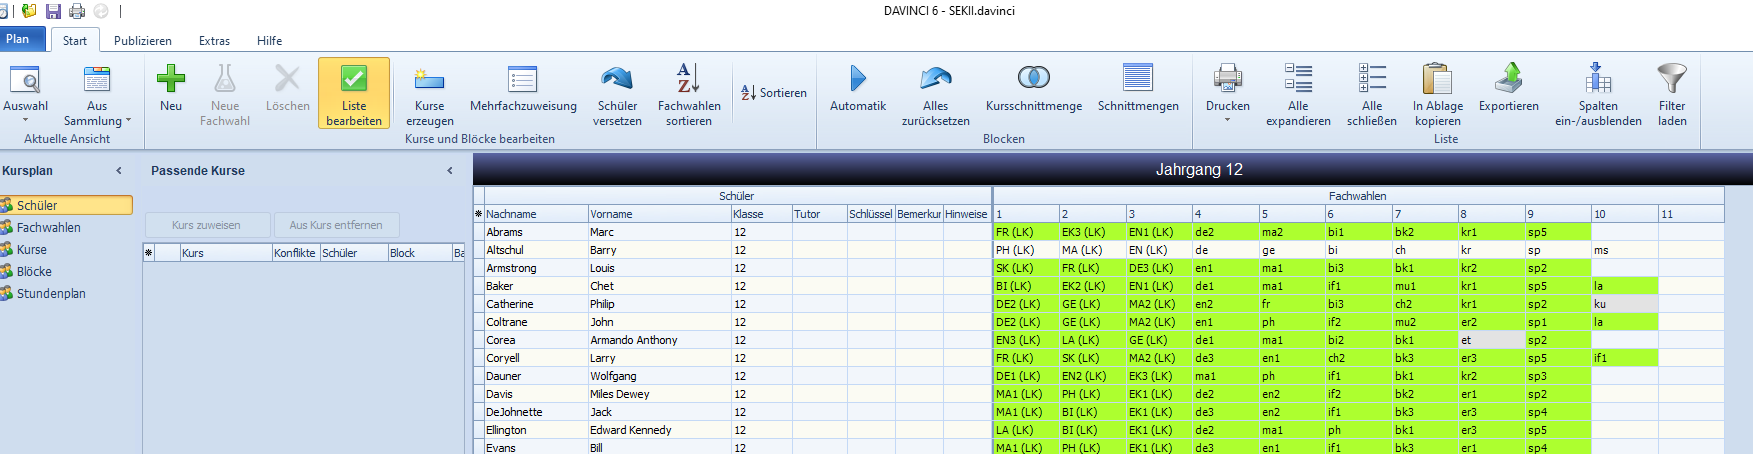 DAVINCI 6 - SEKII.davinci
Plan Start Publizieren Extras Hilfe
Auswahl Aus Sammlung Neu Neue Fachwahl Löschen Liste bearbeiten Kurse erzeugen Mehrfachzuweisung Schüler versetzen Fachwahlen sortieren Sortieren Automatik Alles zurücksetzen Kursschnittmenge Schnittmengen Drucken Alle expandieren Alle schließen In Ablage kopieren Exportieren Spalten ein-/ausblenden Filter laden
Aktuelle Ansicht Kurse und Blöcke bearbeiten Blocken Liste
Kursplan Passende Kurse Jahrgang 12
Schüler
Fachwahlen
Kurse
Blöcke
Stundenplan
Kurs zuweisen Aus Kurs entfernen
Kurs Konflikte Schüler Block Ba
Schüler Fachwahlen
Nachname Vorname Klasse Tutor Schlüssel Bemerkur Hinweise 1 2 3 4 5 6 7 8 9 10 11
Abrams Marc 12 FR (LK) EK3 (LK) EN1 (LK) de2 ma2 bi1 bk2 kr1 sp5
Altschul Barry 12 PH (LK) MA (LK) EN (LK) de ge bi ch kr sp ms
Armstrong Louis 12 SK (LK) FR (LK) DE3 (LK) en1 ma1 bi3 bk1 kr2 sp2
Baker Chet 12 BI (LK) EK2 (LK) EN1 (LK) de1 ma1 if1 mu1 kr1 sp5 la
Catherine Philip 12 DE2 (LK) GE (LK) MA2 (LK) en2 fr bi3 ch2 kr1 sp2 ku
Coltrane John 12 DE2 (LK) GE (LK) MA2 (LK) en1 ph if2 mu2 er2 sp1 la
Corea Armando Anthony 12 EN3 (LK) LA (LK) GE (LK) de1 ma1 bi2 bk1 et sp2
Coryell Larry 12 FR (LK) SK (LK) MA2 (LK) de3 en1 ch2 bk3 er3 sp5 if1
Dauner Wolfgang 12 DE1 (LK) EN2 (LK) EK3 (LK) ma1 ph if1 bk1 kr2 sp3
Davis Miles Dewey 12 MA1 (LK) PH (LK) EK1 (LK) de2 en2 if2 bk2 er1 sp2
DeJohnette Jack 12 MA1 (LK) BI (LK) EK1 (LK) de3 en2 if1 bk3 er3 sp4
Ellington Edward Kennedy 12 LA (LK) BI (LK) EK1 (LK) de2 ma1 ph bk1 er3 sp5
Evans Bill 12 MA1 (LK) PH (LK) EK1 (LK) de3 en1 if1 bk3 er1 sp4